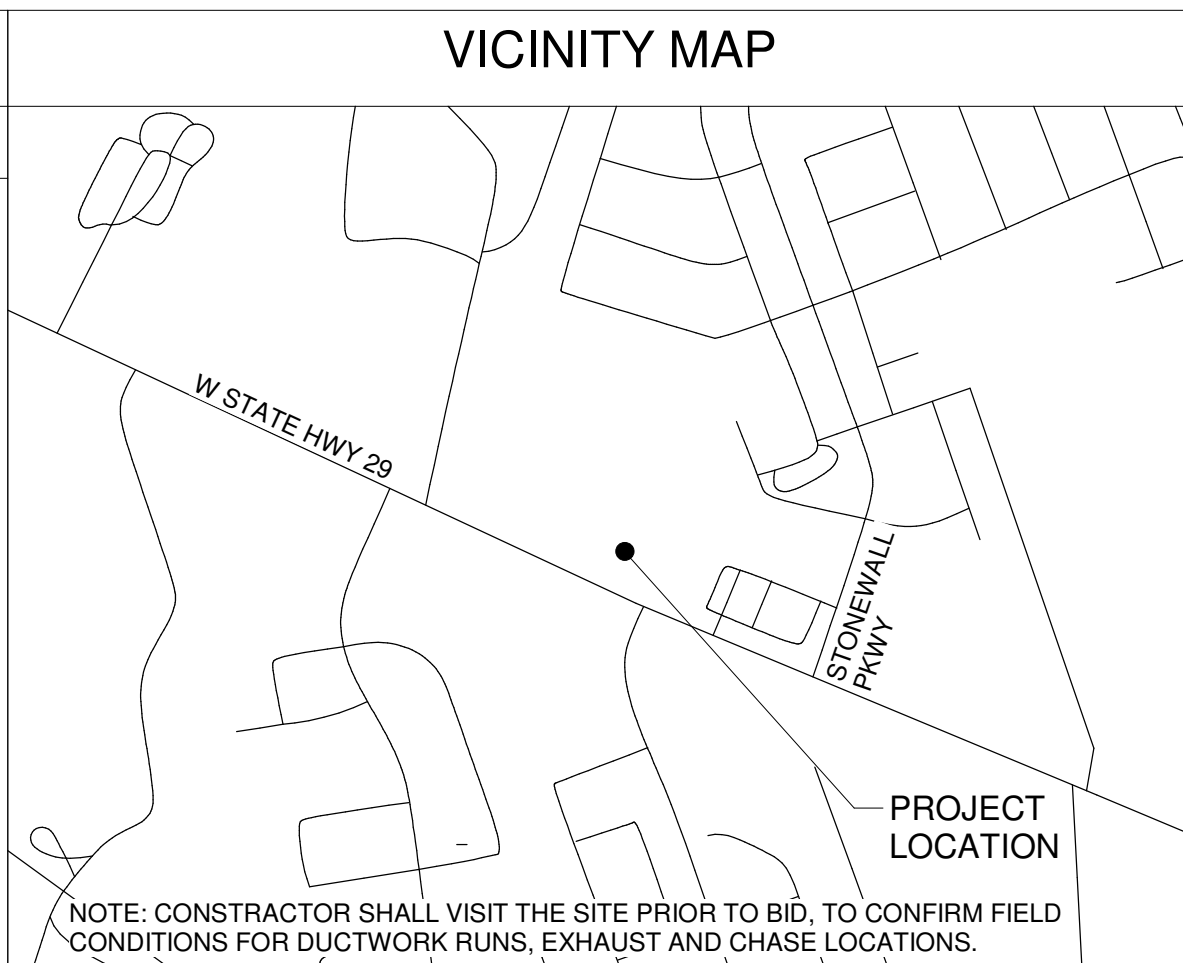 VICINITY MAP
W STATE HWY 29
STONEWALL
PKWY
PROJECT
LOCATION
NOTE: CONSTRACTOR SHALL VISIT THE SITE PRIOR TO BID, TO CONFIRM FIELD
CONDITIONS FOR DUCTWORK RUNS, EXHAUST AND CHASE LOCATIONS.